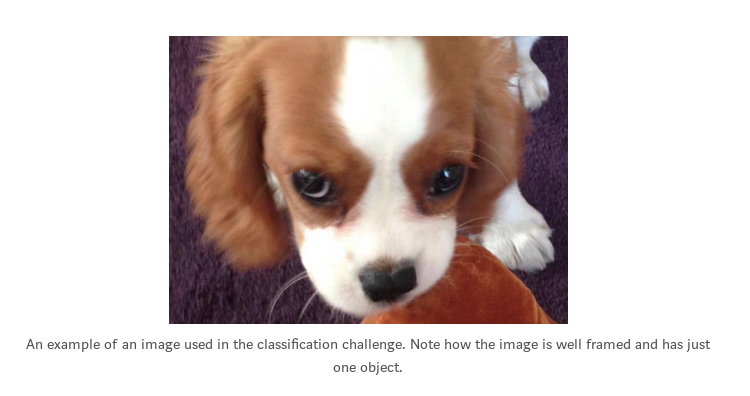 An example of an image used in the classification challenge. Note how the image is well framed and has just
one object.